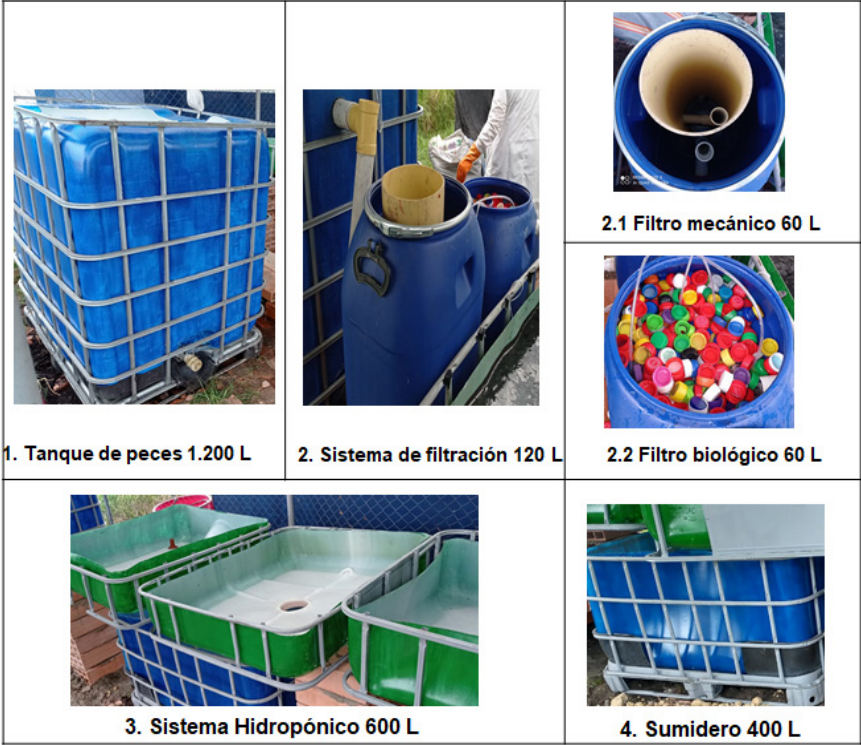 2.1 Filtro mecánico 60 L
1. Tanque de peces 1.200 L
2. Sistema de filtración 120 L
2.2 Filtro biológico 60 L
3. Sistema Hidropónico 600 L
4. Sumidero 400 L